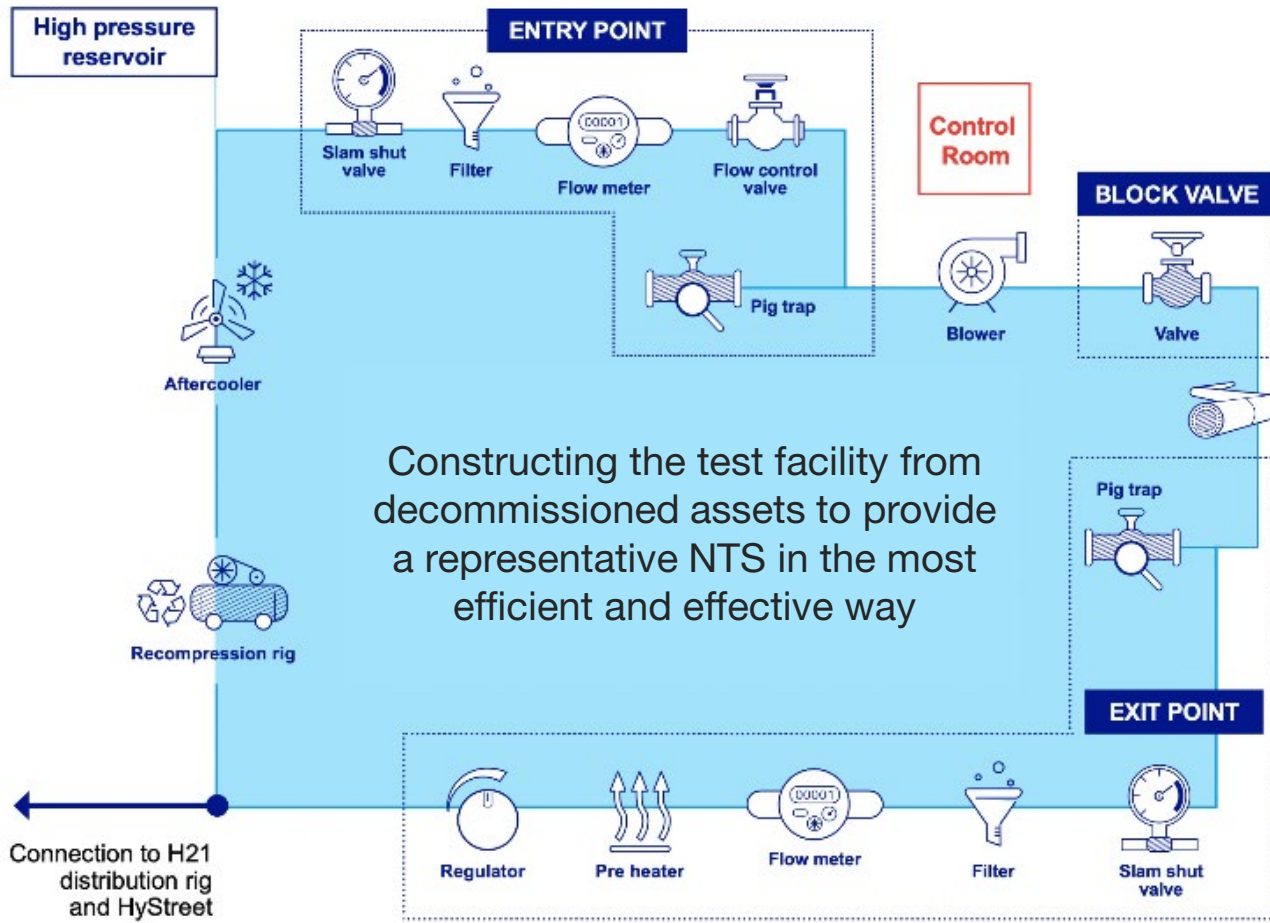 High pressure
reservoir
ENTRY POINT
Slam shut
valve
Filter
00001
Flow meter
Flow control
valve
Control
Room
BLOCK VALVE
Pig trap
Blower
Valve
Aftercooler
Constructing the test facility from
decommissioned assets to provide
a representative NTS in the most
efficient and effective way
Pig trap
Recompression rig
EXIT POINT
Connection to H21
distribution rig
and HyStreet
Regulator
Pre heater
00001
Flow meter
Filter
Slam shut
valve